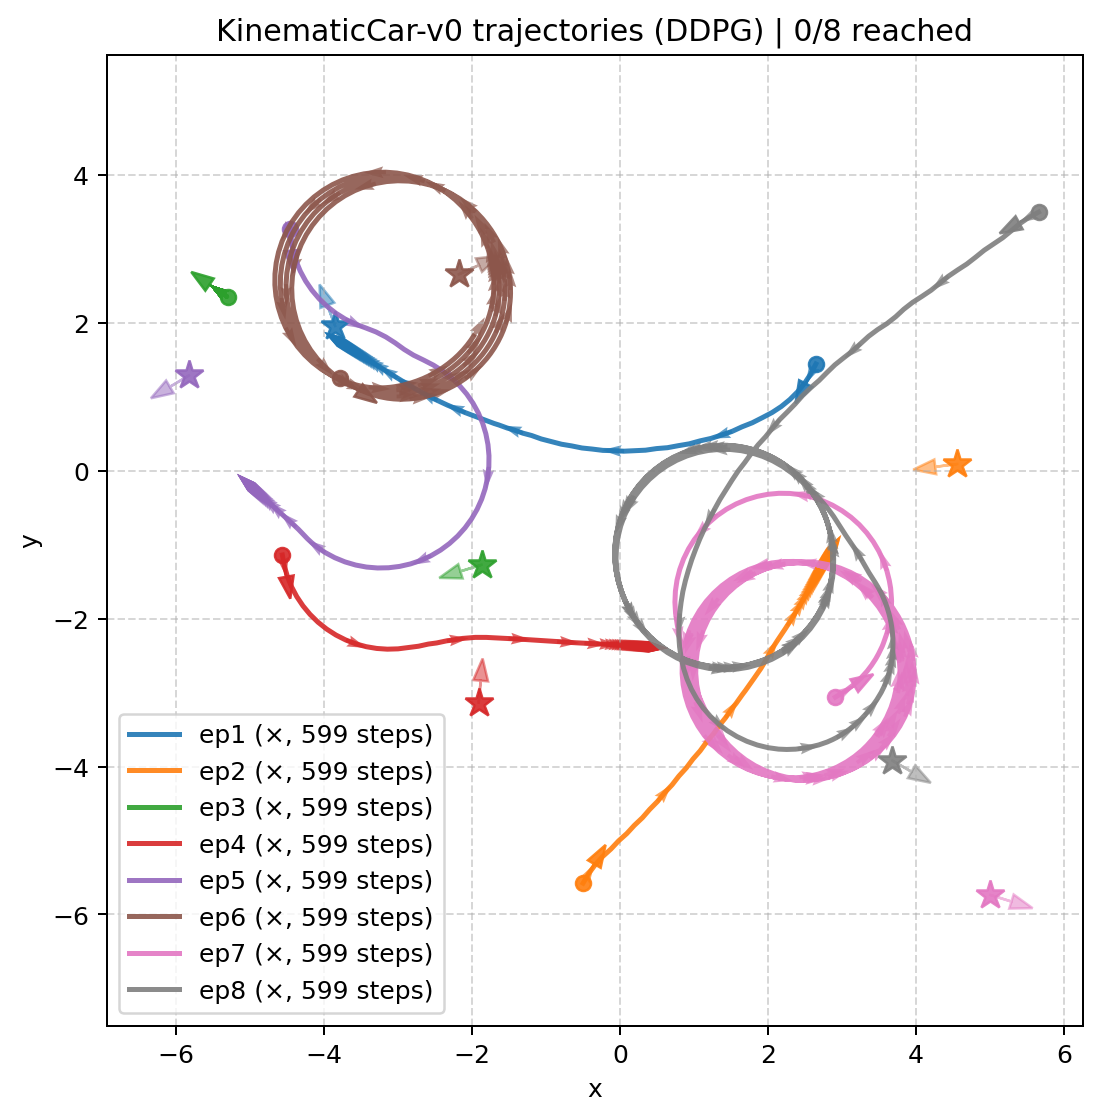 KinematicCar-v0 trajectories (DDPG) | 0/8 reached
4
2
0
−2
−4
−6
y
ep1 (×, 599 steps)
ep2 (×, 599 steps)
ep3 (×, 599 steps)
ep4 (×, 599 steps)
ep5 (×, 599 steps)
ep6 (×, 599 steps)
ep7 (×, 599 steps)
ep8 (×, 599 steps)
−6 −4 −2 0 2 4 6
x